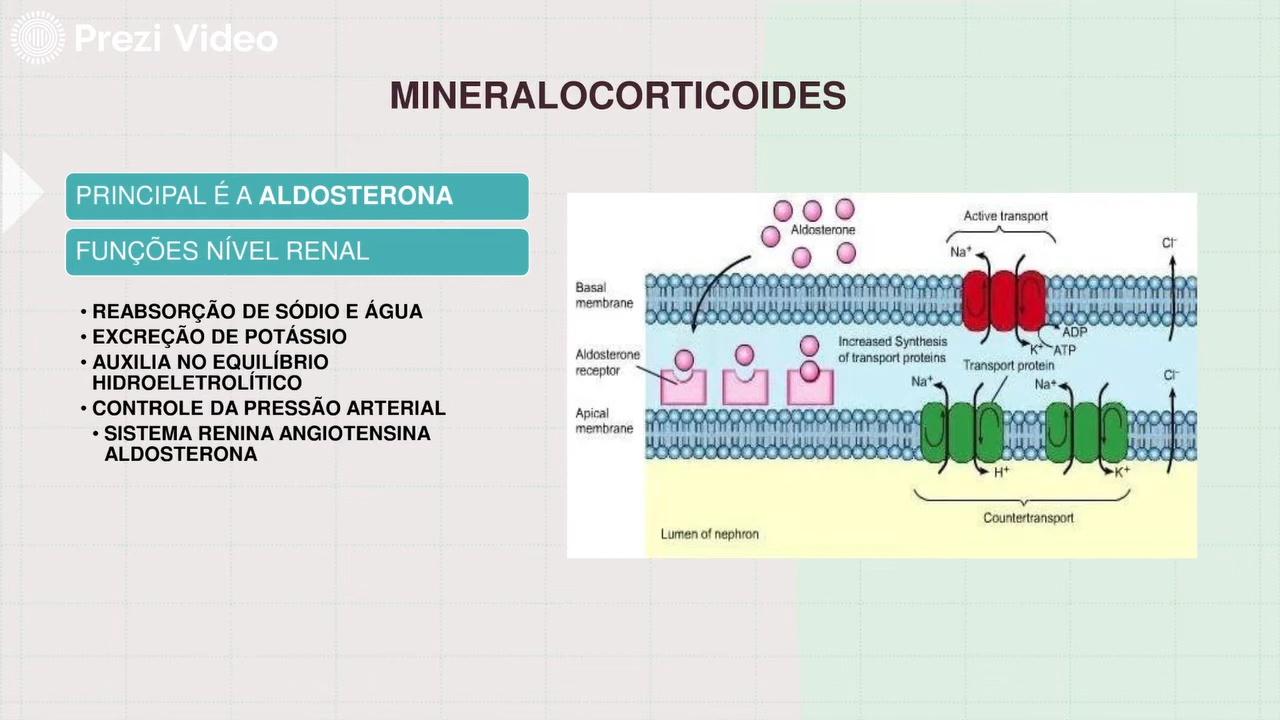 Prezi Video
MINERALOCORTICOIDES
PRINCIPAL É A ALDOSTERONA
FUNÇÕES NÍVEL RENAL
• REABSORÇÃO DE SÓDIO E ÁGUA
• EXCREÇÃO DE POTÁSSIO
• AUXILIA NO EQUILÍBRIO
HIDROELETROLÍTICO
• CONTROLE DA PRESSÃO ARTERIAL
• SISTEMA RENINA ANGIOTENSINA
ALDOSTERONA
Aldosterone
Active transport
Na⁺
Cl⁻
Basal
membrane
ADP
K⁺
ATP
Increased Synthesis
of transport proteins
Aldosterone
receptor
Transport protein
Na⁺
Na⁺
Cl⁻
Apical
membrane
H⁺
K⁺
Countertransport
Lumen of nephron